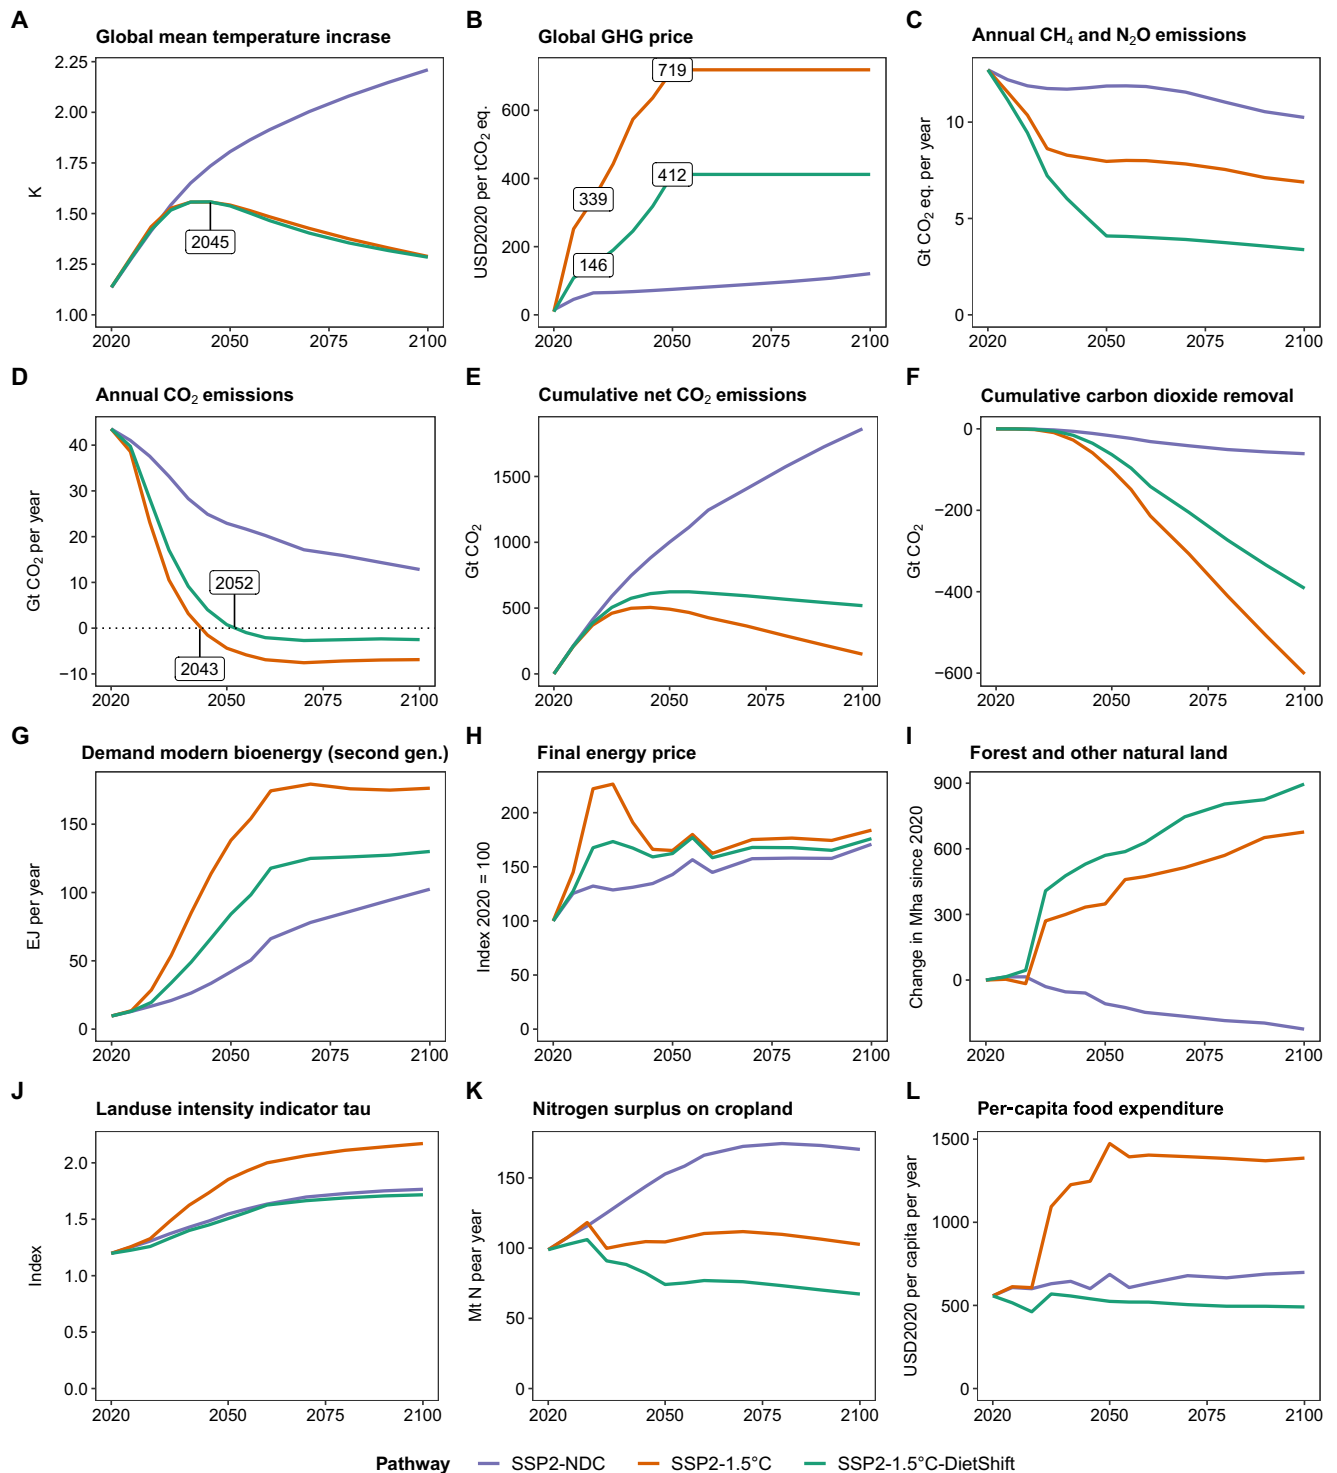 A
Global mean temperature incrase
2.25
2.00
1.75
1.50
1.25
1.00
K
2045
2020
2050
2075
2100
B
Global GHG price
600
400
200
0
USD2020 per tCO₂ eq.
719
339
412
146
2020
2050
2075
2100
C
Annual CH₄ and N₂O emissions
10
5
0
Gt CO₂ eq. per year
2020
2050
2075
2100
D
Annual CO₂ emissions
40
30
20
10
0
−10
Gt CO₂ per year
2052
2043
2020
2050
2075
2100
E
Cumulative net CO₂ emissions
1500
1000
500
0
Gt CO₂
2020
2050
2075
2100
F
Cumulative carbon dioxide removal
0
−200
−400
−600
Gt CO₂
2020
2050
2075
2100
G
Demand modern bioenergy (second gen.)
150
100
50
0
EJ per year
2020
2050
2075
2100
H
Final energy price
200
150
100
50
0
Index 2020 = 100
2020
2050
2075
2100
I
Forest and other natural land
900
600
300
0
Change in Mha since 2020
2020
2050
2075
2100
J
Landuse intensity indicator tau
2.0
1.5
1.0
0.5
0.0
Index
2020
2050
2075
2100
K
Nitrogen surplus on cropland
150
100
50
0
Mt N pear year
2020
2050
2075
2100
L
Per-capita food expenditure
1500
1000
500
0
USD2020 per capita per year
2020
2050
2075
2100
Pathway SSP2-NDC SSP2-1.5°C SSP2-1.5°C-DietShift